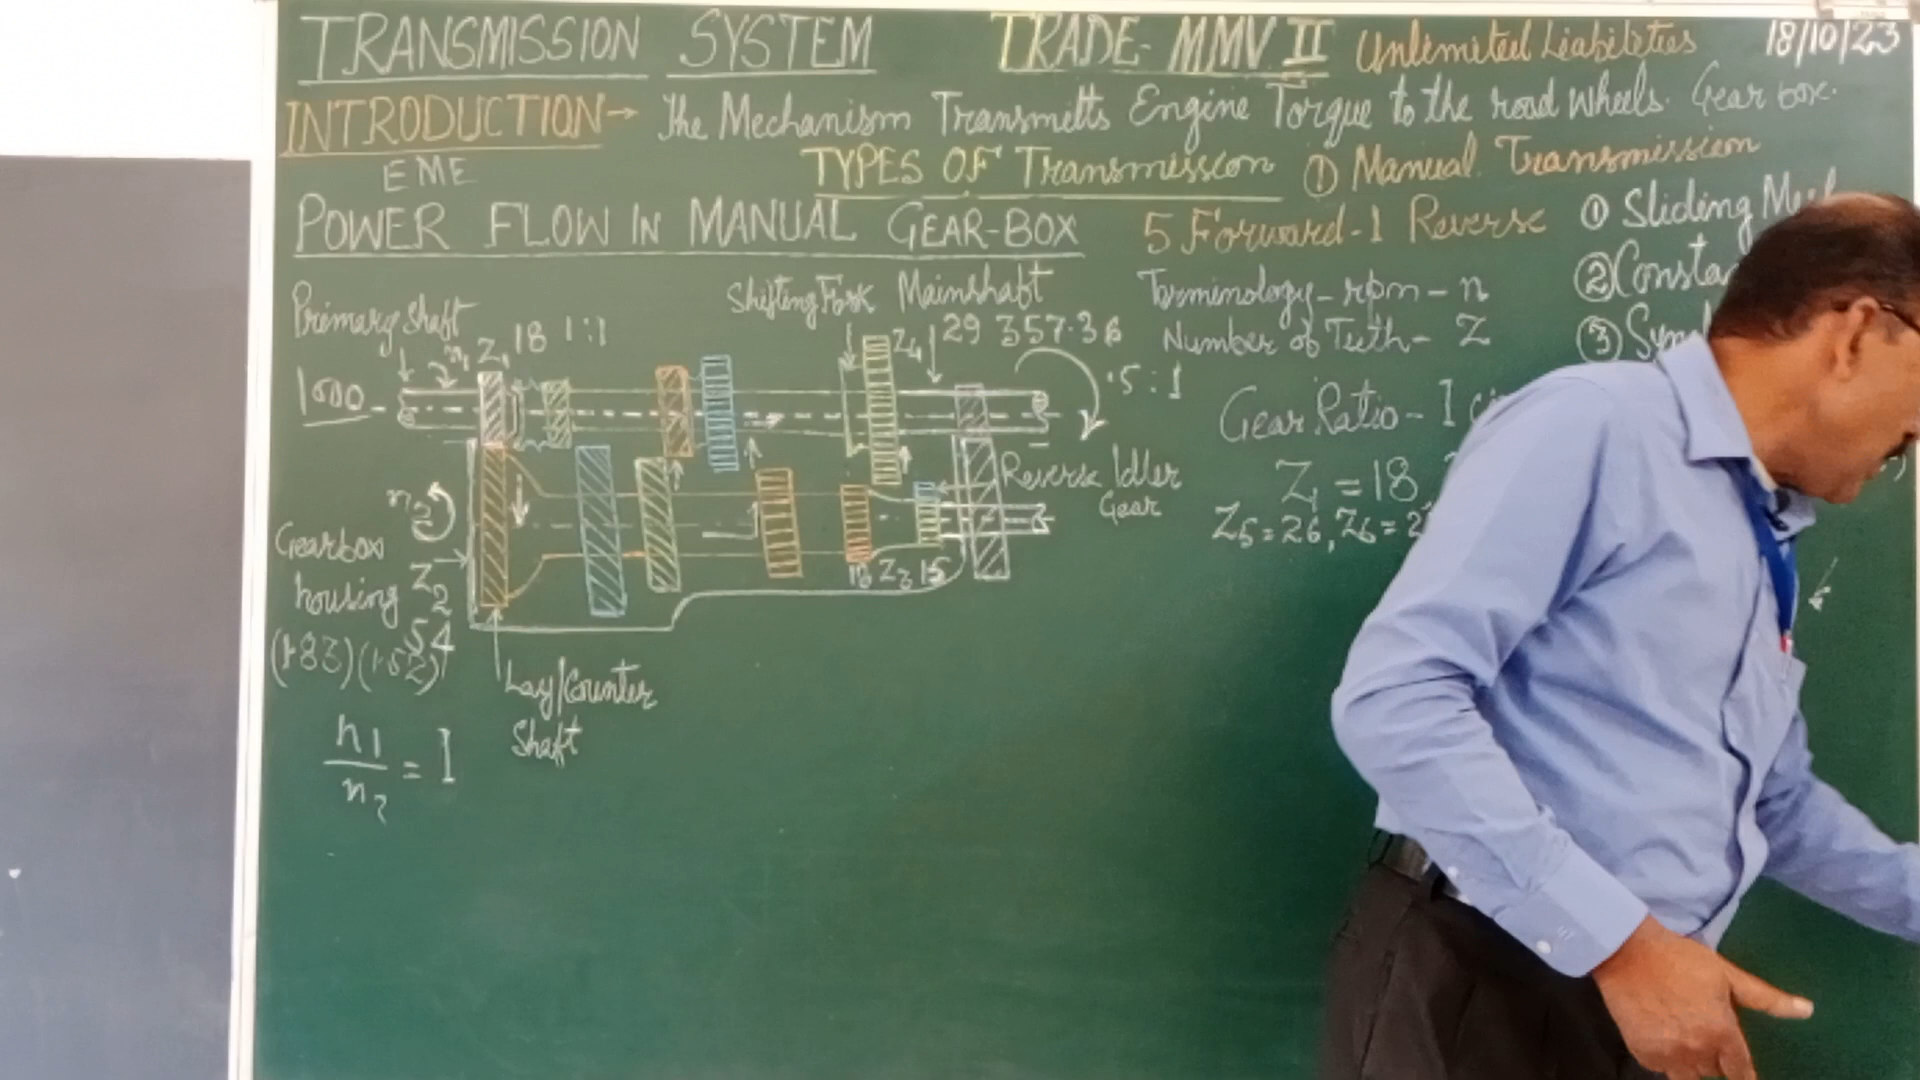 TRANSMISSION SYSTEM TRADE- MMV II Unlimited Liabilities 18/10/23
INTRODUCTION→ The Mechanism Transmitts Engine Torque to the road wheels. Gear box.
EME
TYPES OF Transmission ① Manual Transmission
POWER FLOW IN MANUAL GEAR-BOX 5 Forward-1 Reverse ① Sliding
②
③
Primary shaft
Shifting Fork Mainshaft
Terminology- rpm - n
Number of Teeth- Z
n1 Z1 18 1:1
Z4 29 357.36
1000
.5:1
Gear Ratio -
Z1 = 18
Z5=26, Z6=2
Reverse Idler
Gear
n2
Gearbox
housing
Z2
54
(1.83)(1.52)
18 Z3 15
Lay/Counter
Shaft
n1/n2 = I